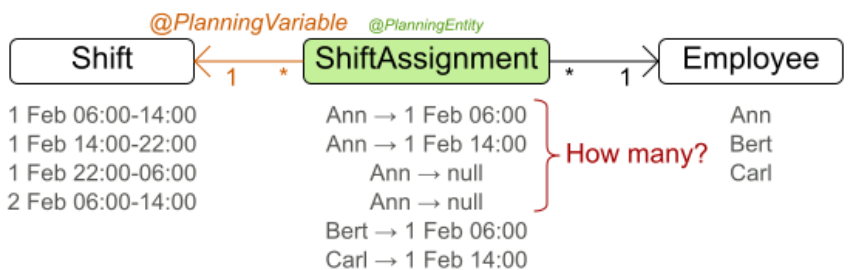 @PlanningVariable @PlanningEntity
Shift 1 * ShiftAssignment * 1 Employee
1 Feb 06:00-14:00 Ann → 1 Feb 06:00 Ann
1 Feb 14:00-22:00 Ann → 1 Feb 14:00 Bert
1 Feb 22:00-06:00 Ann → null Carl
2 Feb 06:00-14:00 Ann → null
How many?
Bert → 1 Feb 06:00
Carl → 1 Feb 14:00